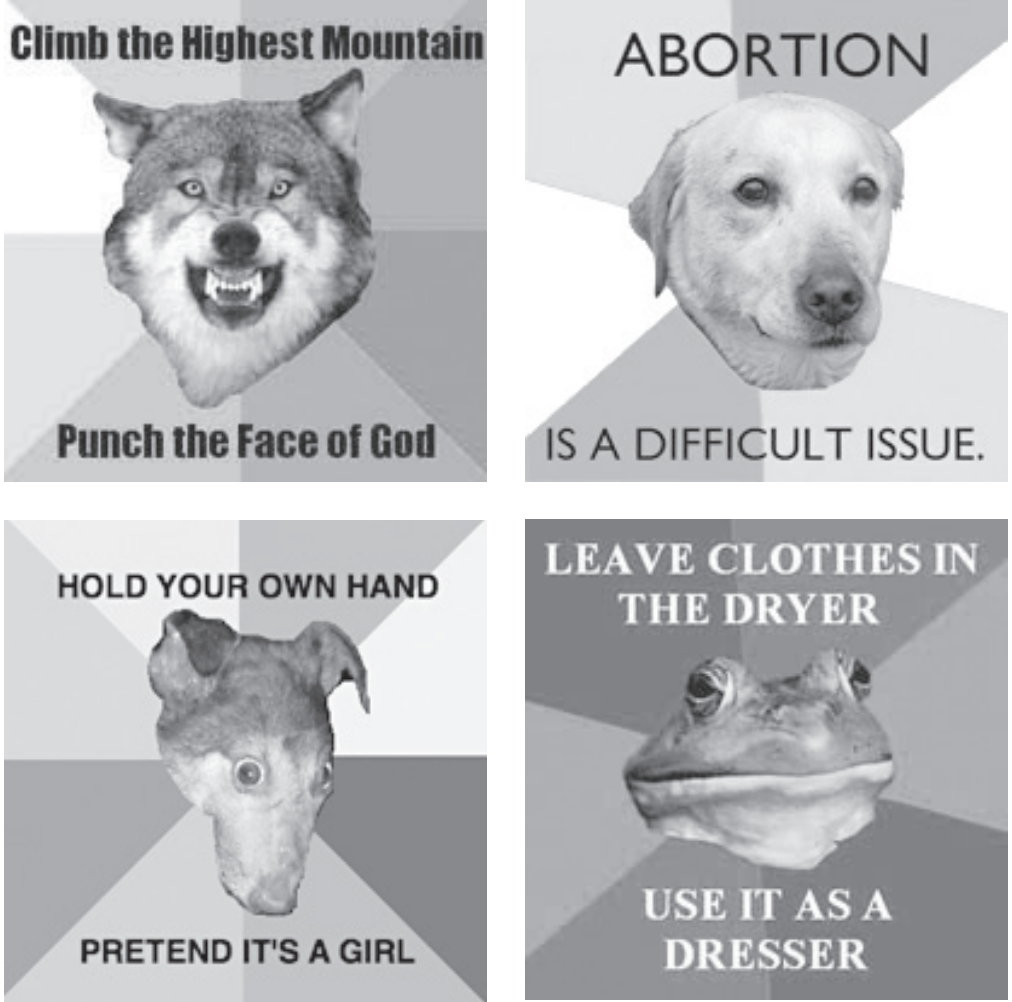 Climb the Highest Mountain
Punch the Face of God
ABORTION
IS A DIFFICULT ISSUE.
HOLD YOUR OWN HAND
PRETEND IT'S A GIRL
LEAVE CLOTHES IN
THE DRYER
USE IT AS A
DRESSER